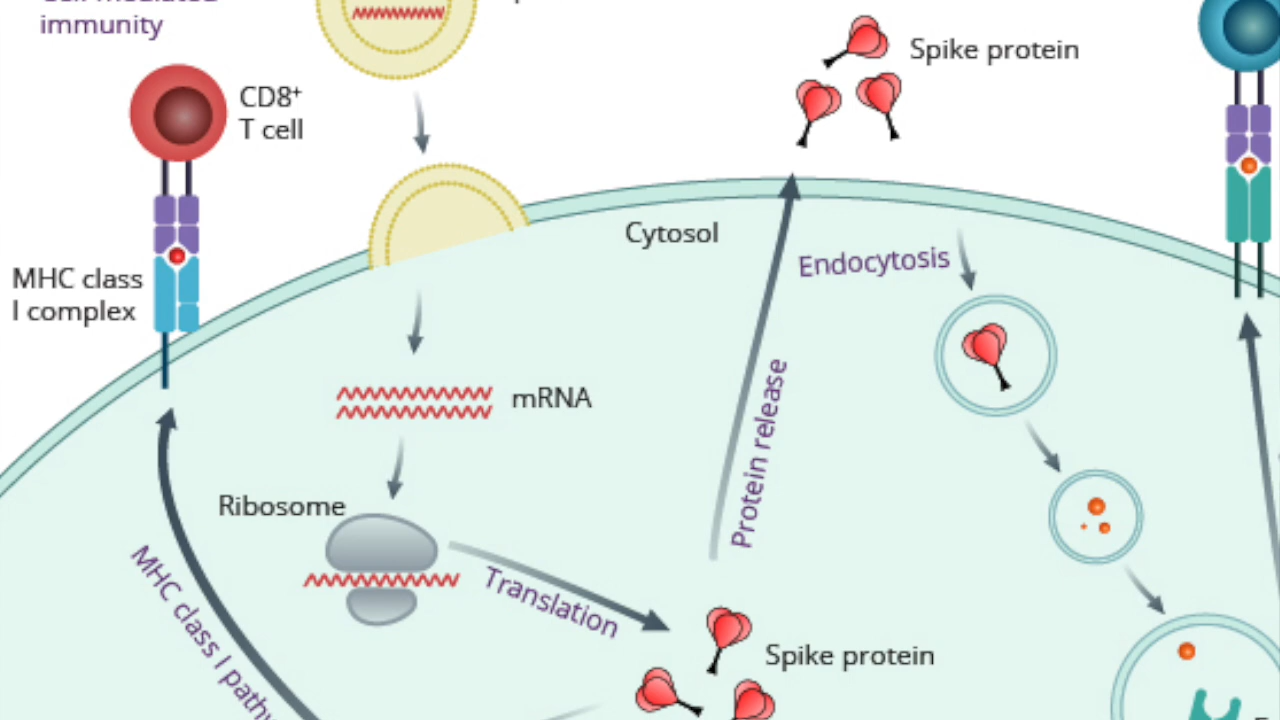 immunity
CD8⁺
T cell
Spike protein
MHC class
I complex
Cytosol
Endocytosis
mRNA
Protein release
Ribosome
Translation
MHC class I
Spike protein